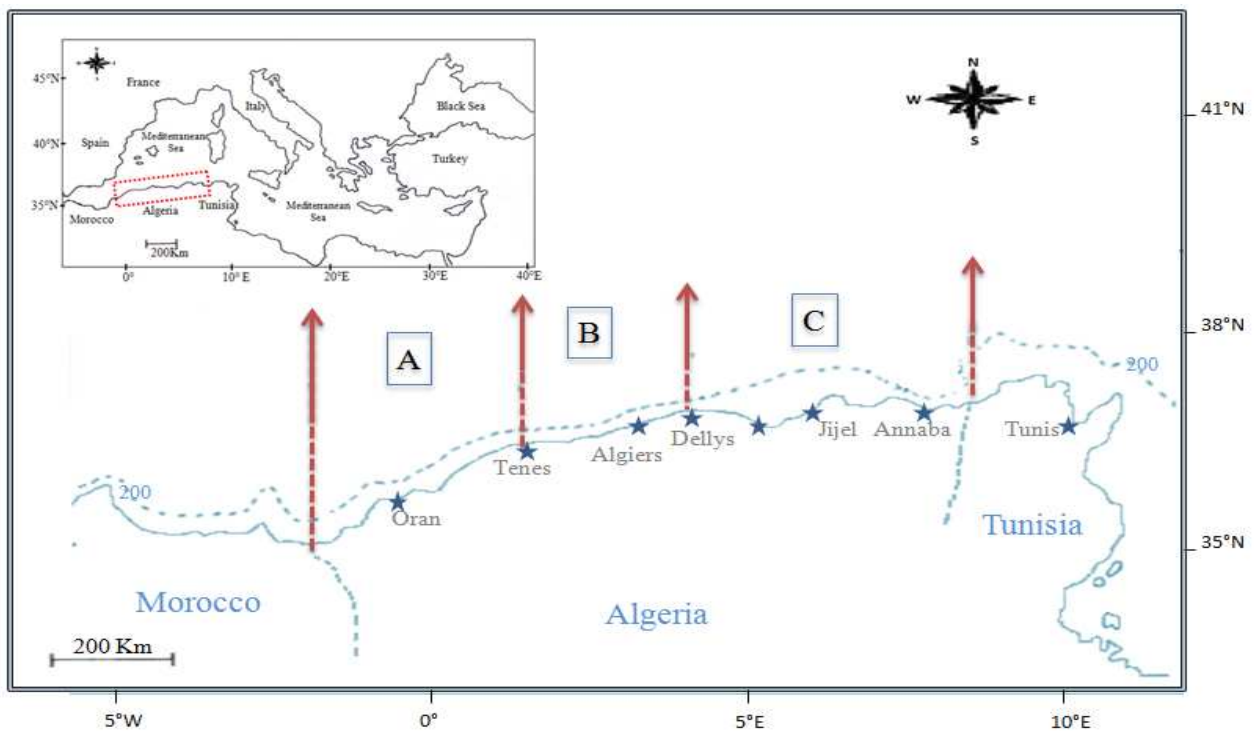 45°N
France
Italy
Black Sea
40°N
Spain
Mediterranean
Sea
Turkey
35°N
Morocco
Algeria
Tunisia
Mediterranean
Sea
200Km
0°
10°E
20°E
30°E
40°E
N
W
E
S
41°N
38°N
35°N
A
B
C
200
200
Oran
Tenes
Algiers
Dellys
Jijel
Annaba
Tunis
Morocco
Algeria
Tunisia
200 Km
5°W
0°
5°E
10°E